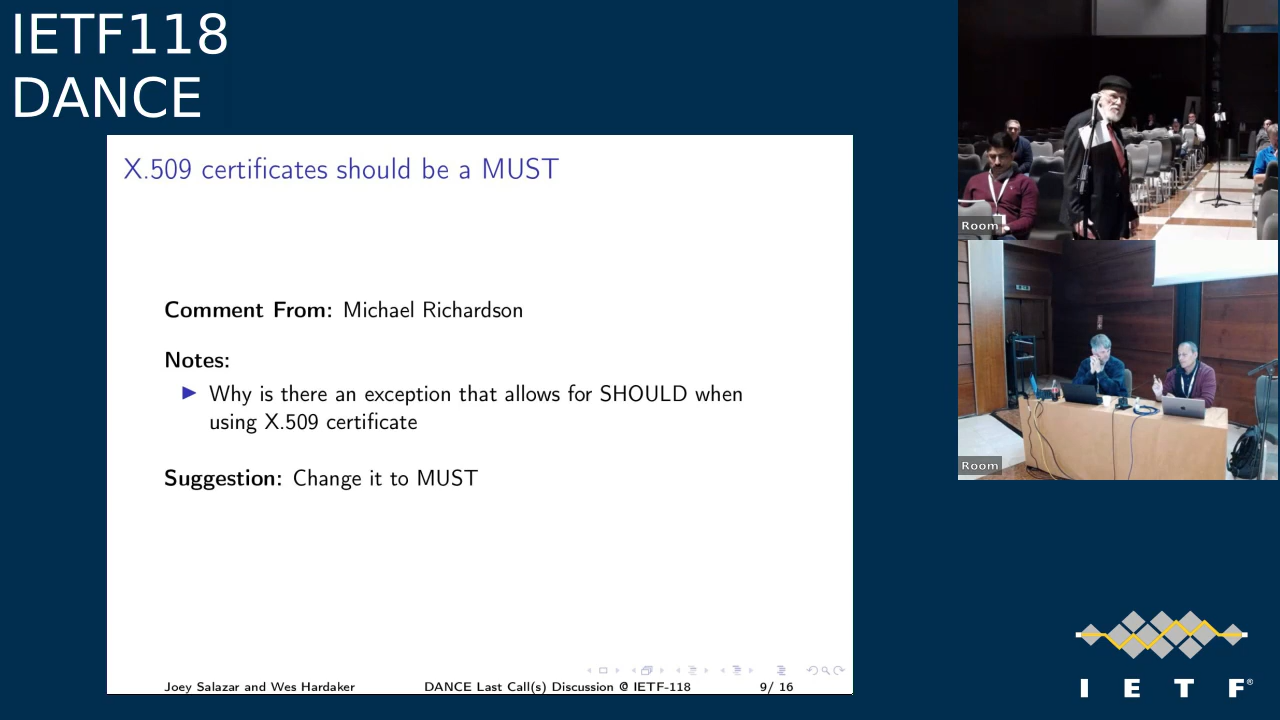 IETF118
DANCE
X.509 certificates should be a MUST
Comment From: Michael Richardson
Notes:
Why is there an exception that allows for SHOULD when
using X.509 certificate
Suggestion: Change it to MUST
Joey Salazar and Wes Hardaker DANCE Last Call(s) Discussion @ IETF-118 9/ 16
Room
Room
I E T F®